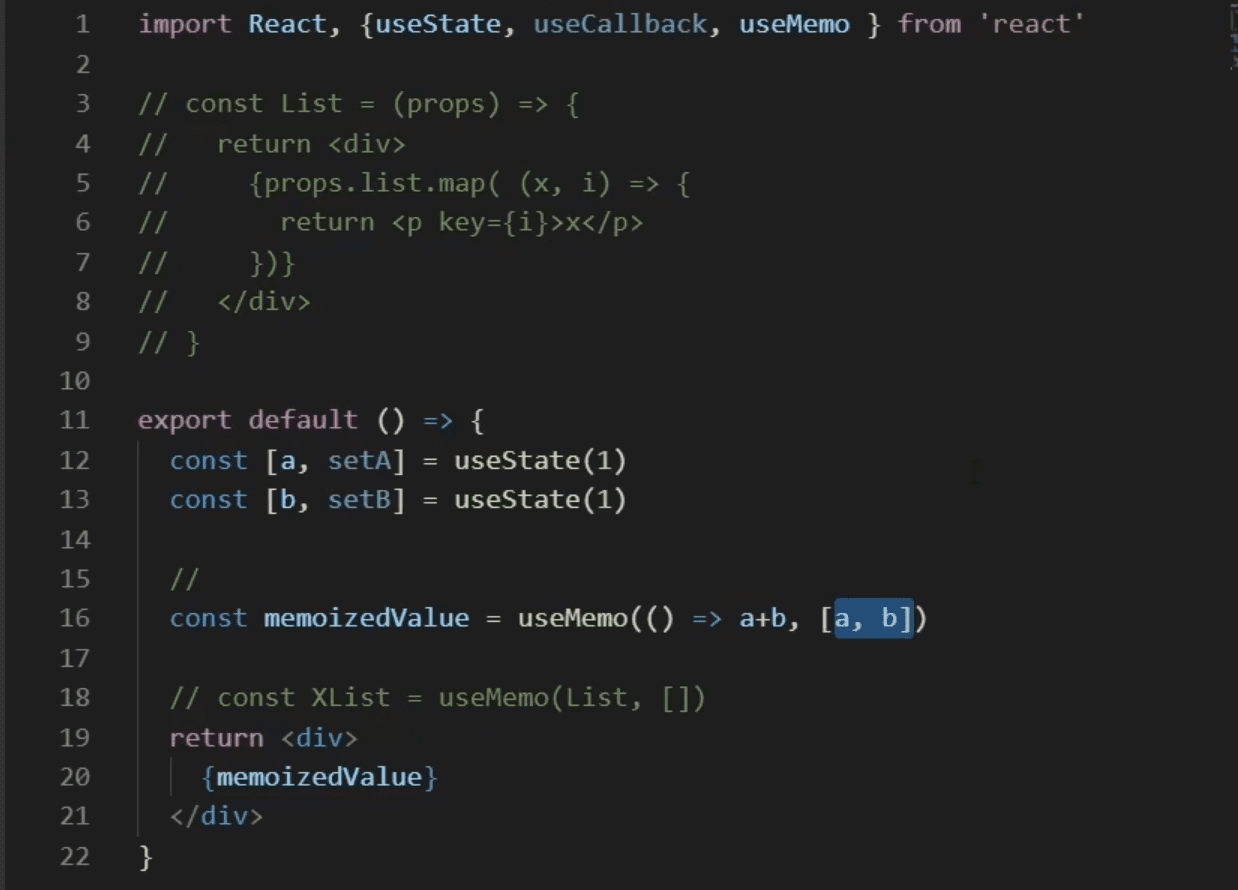 1 import React, {useState, useCallback, useMemo } from 'react'
2
3 // const List = (props) => {
4 //   return <div>
5 //     {props.list.map( (x, i) => {
6 //       return <p key={i}>x</p>
7 //     })}
8 //   </div>
9 // }
10
11 export default () => {
12   const [a, setA] = useState(1)
13   const [b, setB] = useState(1)
14
15   //
16   const memoizedValue = useMemo(() => a+b, [a, b])
17
18   // const XList = useMemo(List, [])
19   return <div>
20     {memoizedValue}
21   </div>
22 }